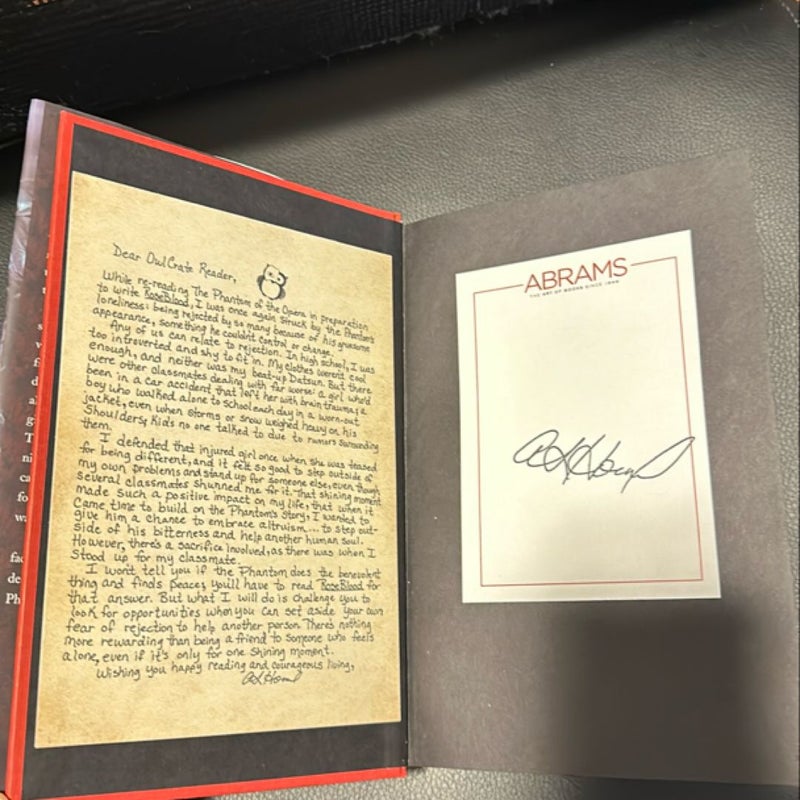 Dear OwlCrate Reader,
While re-reading The Phantom of the Opera in preparation
to write RoseBlood, I was once again struck by the Phantom's
loneliness: being rejected by so many because of his gruesome
appearance, something he couldn't control or change.
Any of us can relate to rejection. In high school, I was
too introverted and shy to fit in. My clothes weren't cool
enough, and neither was my beat-up Datsun. But there
were other classmates dealing with far worse: a girl who'd
been in a car accident that left her with brain trauma; a
boy who walked alone to school each day in a worn-out
jacket, even when storms or snow weighed heavy on his
shoulders; kids no one talked to due to rumors surrounding
them.
I defended that injured girl once when she was teased
for being different, and it felt so good to step outside of
my own problems and stand up for someone else, even though
several classmates shunned me for it. That shining moment
made such a positive impact on my life, that when it
came time to build on the Phantom's story, I wanted to
give him a chance to embrace altruism... to step out-
side of his bitterness and help another human soul.
However, there's a sacrifice involved, as there was when I
stood up for my classmate.
I won't tell you if the Phantom does the benevolent
thing and finds peace; you'll have to read RoseBlood for
that answer. But what I will do is challenge you to
look for opportunities when you can set aside your own
fear of rejection to help another person. There's nothing
more rewarding than being a friend to someone who feels
alone, even if it's only for one shining moment.
Wishing you happy reading and courageous living,
ABRAMS
THE ART OF BOOKS SINCE 1949